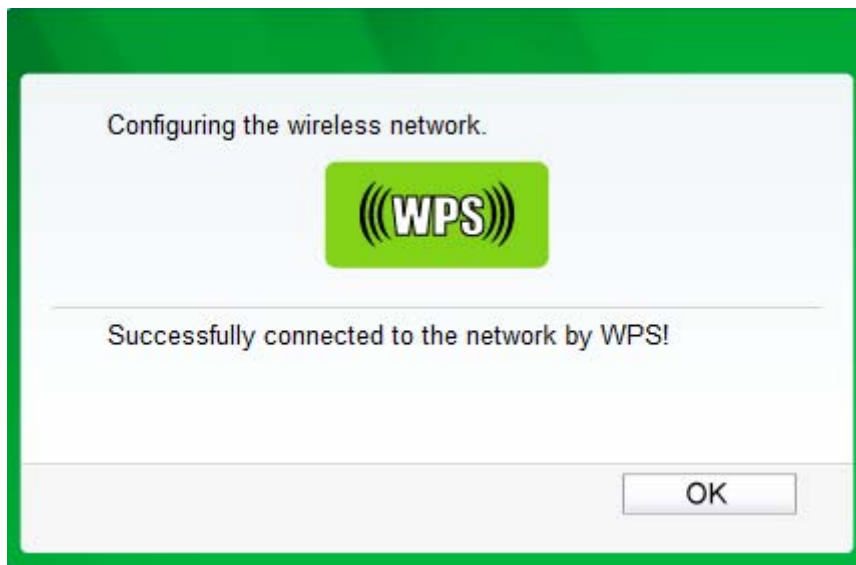 Configuring the wireless network.
(((WPS)))
Successfully connected to the network by WPS!
OK